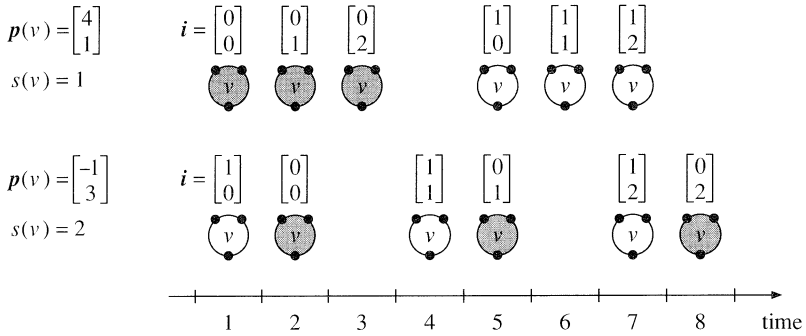 p(v) = [4 1] i = [0 0] [0 1] [0 2] [1 0] [1 1] [1 2]
s(v) = 1
v v v v v v
p(v) = [-1 3] i = [1 0] [0 0] [1 1] [0 1] [1 2] [0 2]
s(v) = 2
v v v v v v
1 2 3 4 5 6 7 8 time